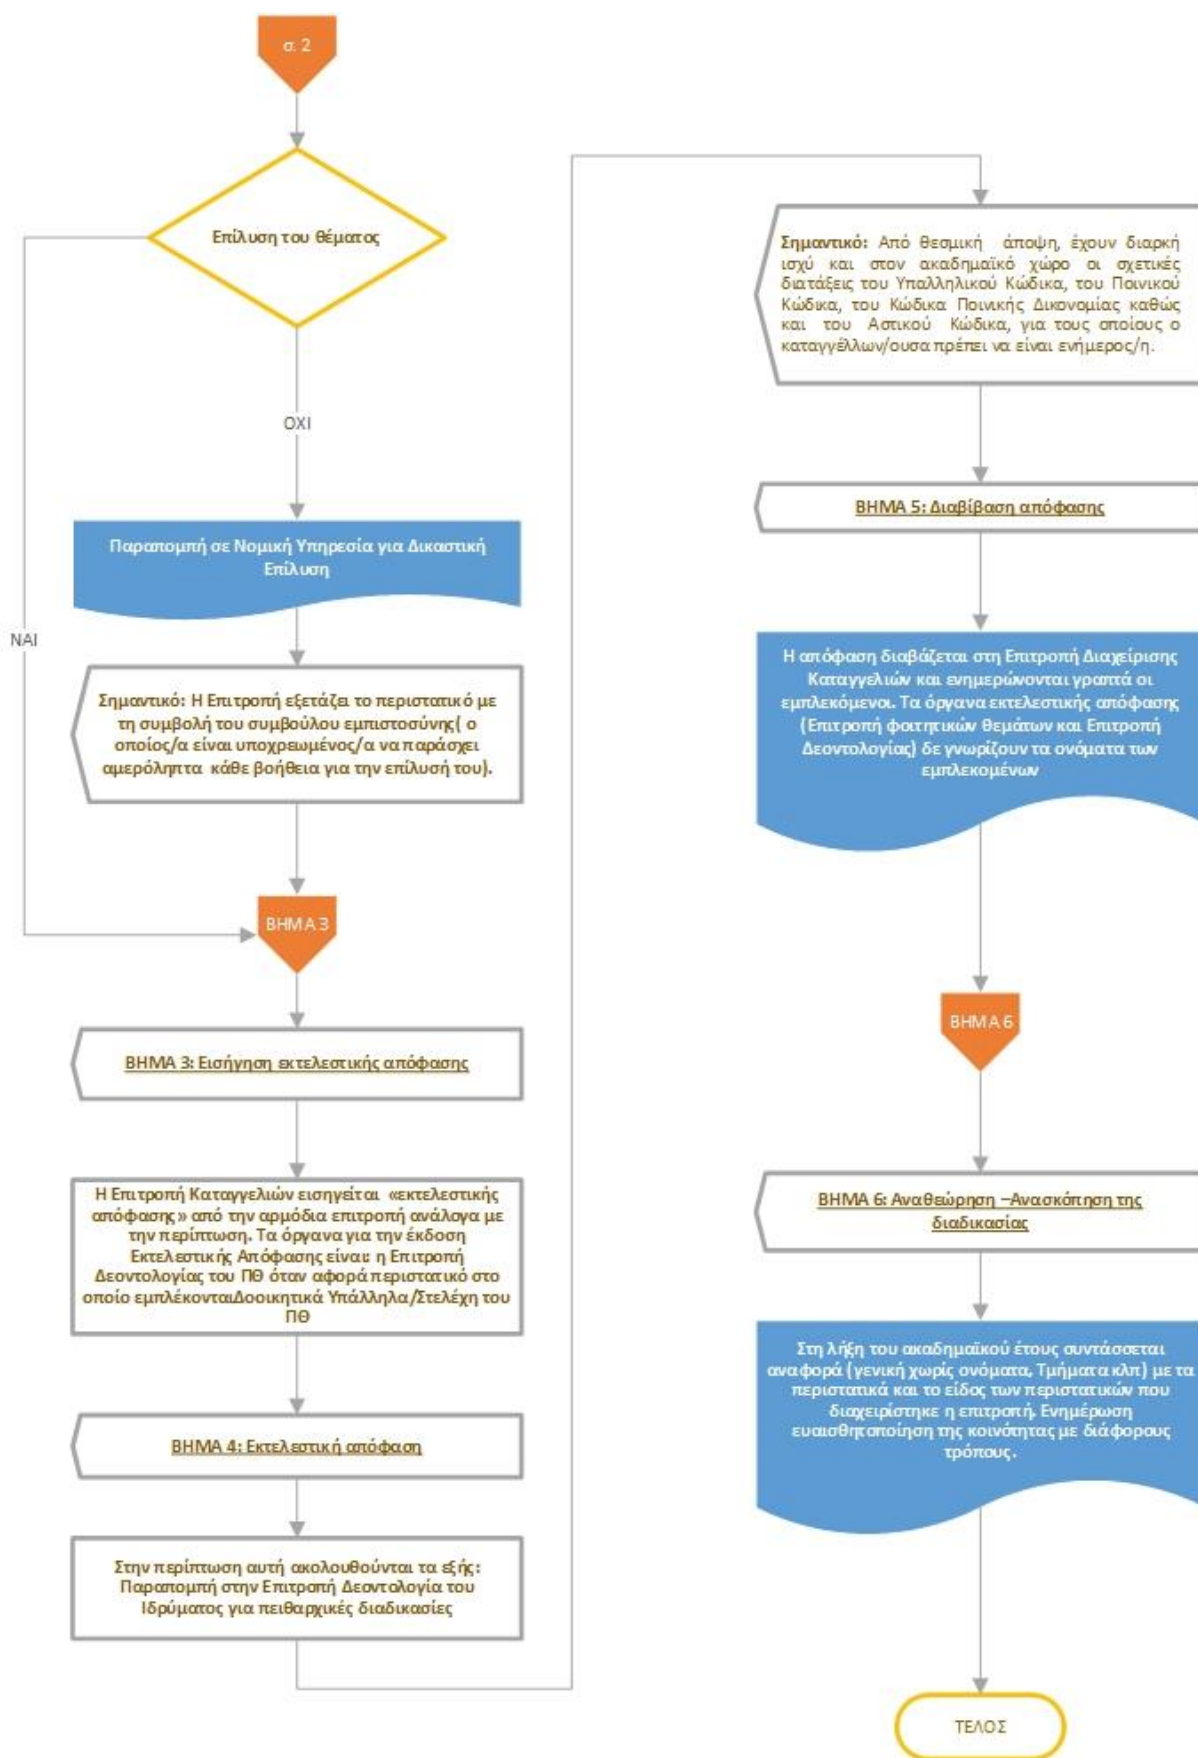 σ. 2
Επίλυση του θέματος
ΟΧΙ
ΝΑΙ
Παραπομπή σε Νομική Υπηρεσία για Δικαστική
Επίλυση
Σημαντικό: Η Επιτροπή εξετάζει το περιστατικό με
τη συμβολή του συμβούλου εμπιστοσύνης( ο
οποίος/α είναι υποχρεωμένος/α να παράσχει
αμερόληπτα κάθε βοήθεια για την επίλυσή του).
ΒΗΜΑ 3
ΒΗΜΑ 3: Εισήγηση εκτελεστικής απόφασης
Η Επιτροπή Καταγγελιών εισηγείται «εκτελεστικής
απόφασης» από την αρμόδια επιτροπή ανάλογα με
την περίπτωση. Τα όργανα για την έκδοση
Εκτελεστικής Απόφασης είναι: η Επιτροπή
Δεοντολογίας του ΠΘ όταν αφορά περιστατικό στο
οποίο εμπλέκονταιΔοοικητικά Υπάλληλα/Στελέχη του
ΠΘ
ΒΗΜΑ 4: Εκτελεστική απόφαση
Στην περίπτωση αυτή ακολουθούνται τα εξής:
Παραπομπή στην Επιτροπή Δεοντολογία του
Ιδρύματος για πειθαρχικές διαδικασίες
Σημαντικό: Από θεσμική άποψη, έχουν διαρκή
ισχύ και στον ακαδημαϊκό χώρο οι σχετικές
διατάξεις του Υπαλληλικού Κώδικα, του Ποινικού
Κώδικα, του Κώδικα Ποινικής Δικονομίας καθώς
και του Αστικού Κώδικα, για τους οποίους ο
καταγγέλλων/ουσα πρέπει να είναι ενήμερος/η.
ΒΗΜΑ 5: Διαβίβαση απόφασης
Η απόφαση διαβάζεται στη Επιτροπή Διαχείρισης
Καταγγελιών και ενημερώνονται γραπτά οι
εμπλεκόμενοι. Τα όργανα εκτελεστικής απόφασης
(Επιτροπή φοιτητικών θεμάτων και Επιτροπή
Δεοντολογίας) δε γνωρίζουν τα ονόματα των
εμπλεκομένων
ΒΗΜΑ 6
ΒΗΜΑ 6: Αναθεώρηση –Ανασκόπηση της
διαδικασίας
Στη λήξη του ακαδημαϊκού έτους συντάσσεται
αναφορά (γενική χωρίς ονόματα, Τμήματα κλπ) με τα
περιστατικά και το είδος των περιστατικών που
διαχειρίστηκε η επιτροπή. Ενημέρωση
ευαισθητοποίηση της κοινότητας με διάφορους
τρόπους.
ΤΕΛΟΣ